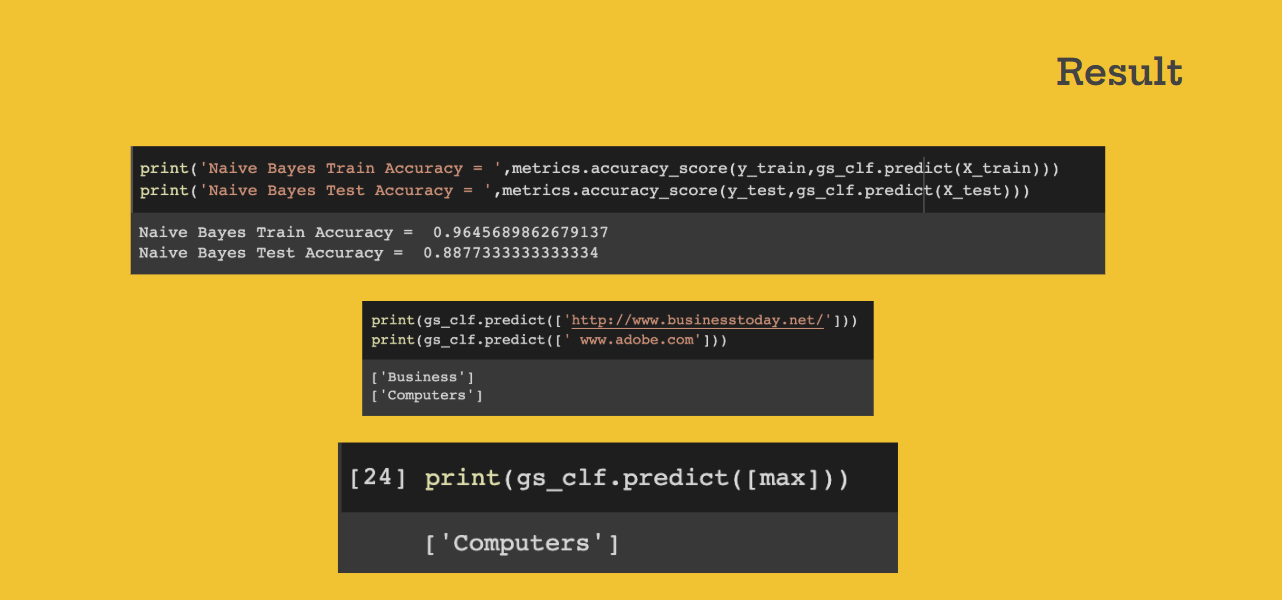 Result
print('Naive Bayes Train Accuracy = ',metrics.accuracy_score(y_train,gs_clf.predict(X_train)))
print('Naive Bayes Test Accuracy = ',metrics.accuracy_score(y_test,gs_clf.predict(X_test)))
Naive Bayes Train Accuracy =  0.9645689862679137
Naive Bayes Test Accuracy =  0.8877333333333334
print(gs_clf.predict(['http://www.businesstoday.net/']))
print(gs_clf.predict([' www.adobe.com']))
['Business']
['Computers']
[24] print(gs_clf.predict([max]))
['Computers']